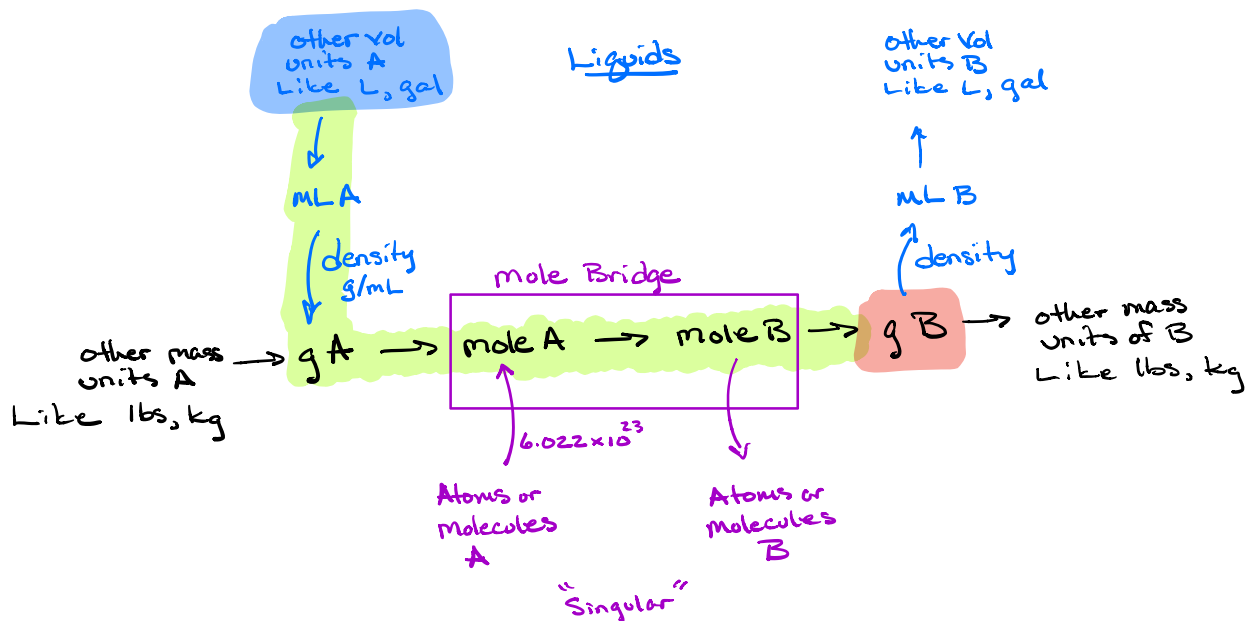 other vol
units A
Like L, gal
Liquids
other vol
units B
Like L, gal
mL A
mL B
density
g/mL
density
mole Bridge
other mass
units A
Like lbs, kg
g A
mole A
mole B
g B
other mass
units of B
Like lbs, kg
6.022×10²³
Atoms or
molecules
A
Atoms or
molecules
B
"Singular"